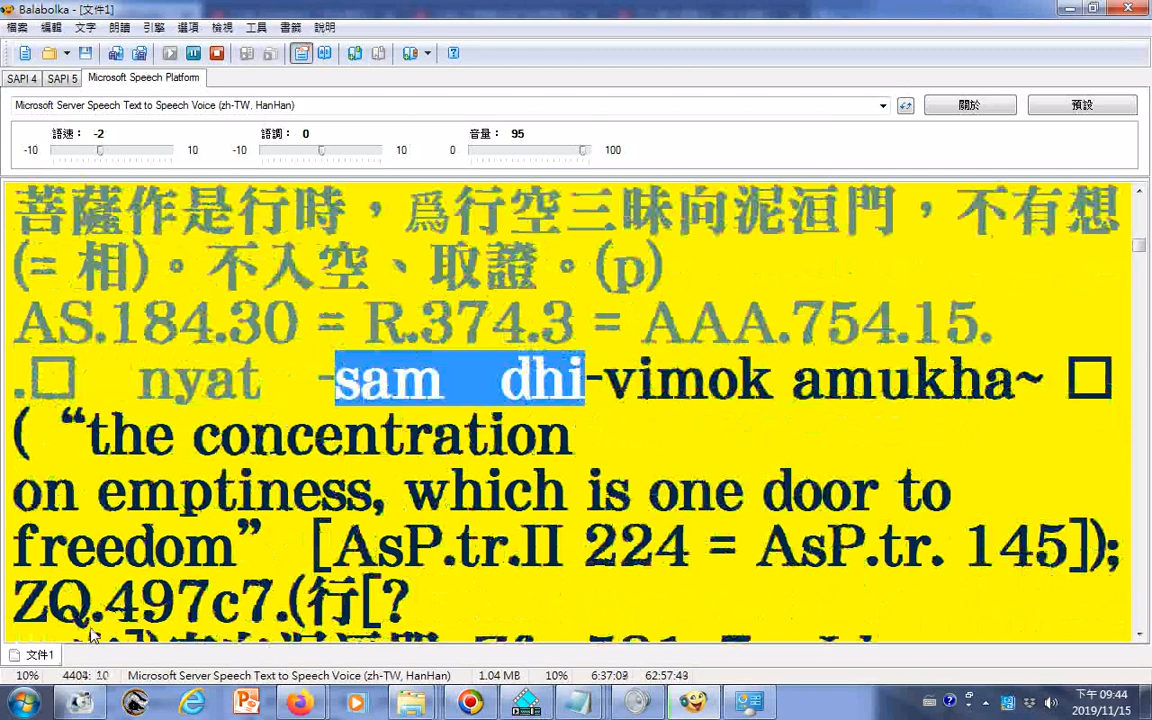 Balabolka - [文件1]
檔案 編輯 文字 朗讀 引擎 選項 檢視 工具 書籤 說明
SAPI 4 SAPI 5 Microsoft Speech Platform
Microsoft Server Speech Text to Speech Voice (zh-TW, HanHan) 關於 預設
語速： -2 語調： 0 音量： 95
-10 10 -10 10 0 100
菩薩作是行時，爲行空三昧向泥洹門，不有想
(= 相)。不入空、取證。(p)
AS.184.30 = R.374.3 = AAA.754.15.
.□ nyat -sam dhi-vimok amukha~ □
( “the concentration
on emptiness, which is one door to
freedom” [AsP.tr.II 224 = AsP.tr. 145]);
ZQ.497c7.(行[?
文件1
10% 4404: 10 Microsoft Server Speech Text to Speech Voice (zh-TW, HanHan) 1.04 MB 10% 6:37:09 62:57:43
下午 09:44
2019/11/15